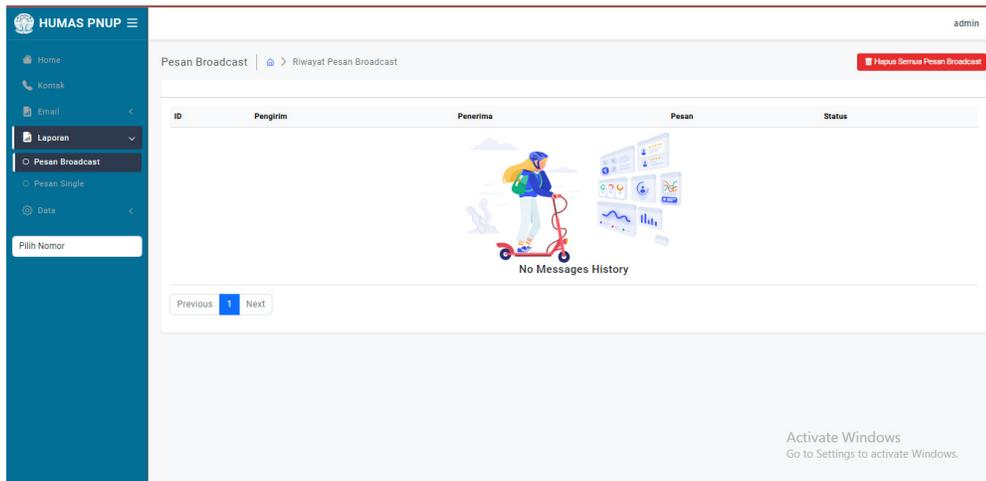 HUMAS PNUP
admin
Home
Kontak
Email
Laporan
Pesan Broadcast
Pesan Single
Data
Pilih Nomor
Pesan Broadcast
Riwayat Pesan Broadcast
Hapus Semua Pesan Broadcast
ID Pengirim Penerima Pesan Status
No Messages History
Previous 1 Next
Activate Windows
Go to Settings to activate Windows.